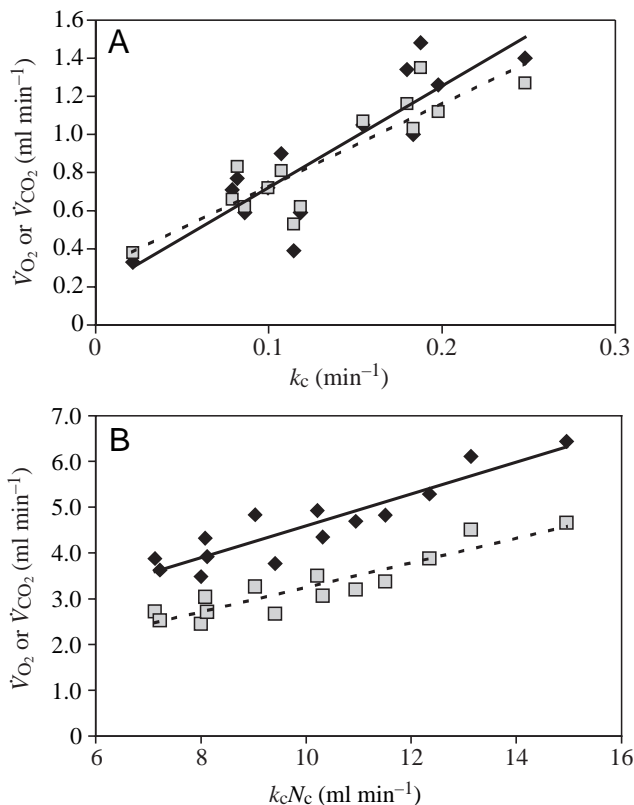 A
1.6
1.4
1.2
1.0
0.8
0.6
0.4
0.2
0
V̇O₂ or V̇CO₂ (ml min⁻¹)
0 0.1 0.2 0.3
kc (min⁻¹)
B
7.0
6.0
5.0
4.0
3.0
2.0
1.0
0
V̇O₂ or V̇CO₂ (ml min⁻¹)
6 8 10 12 14 16
kcNc (ml min⁻¹)